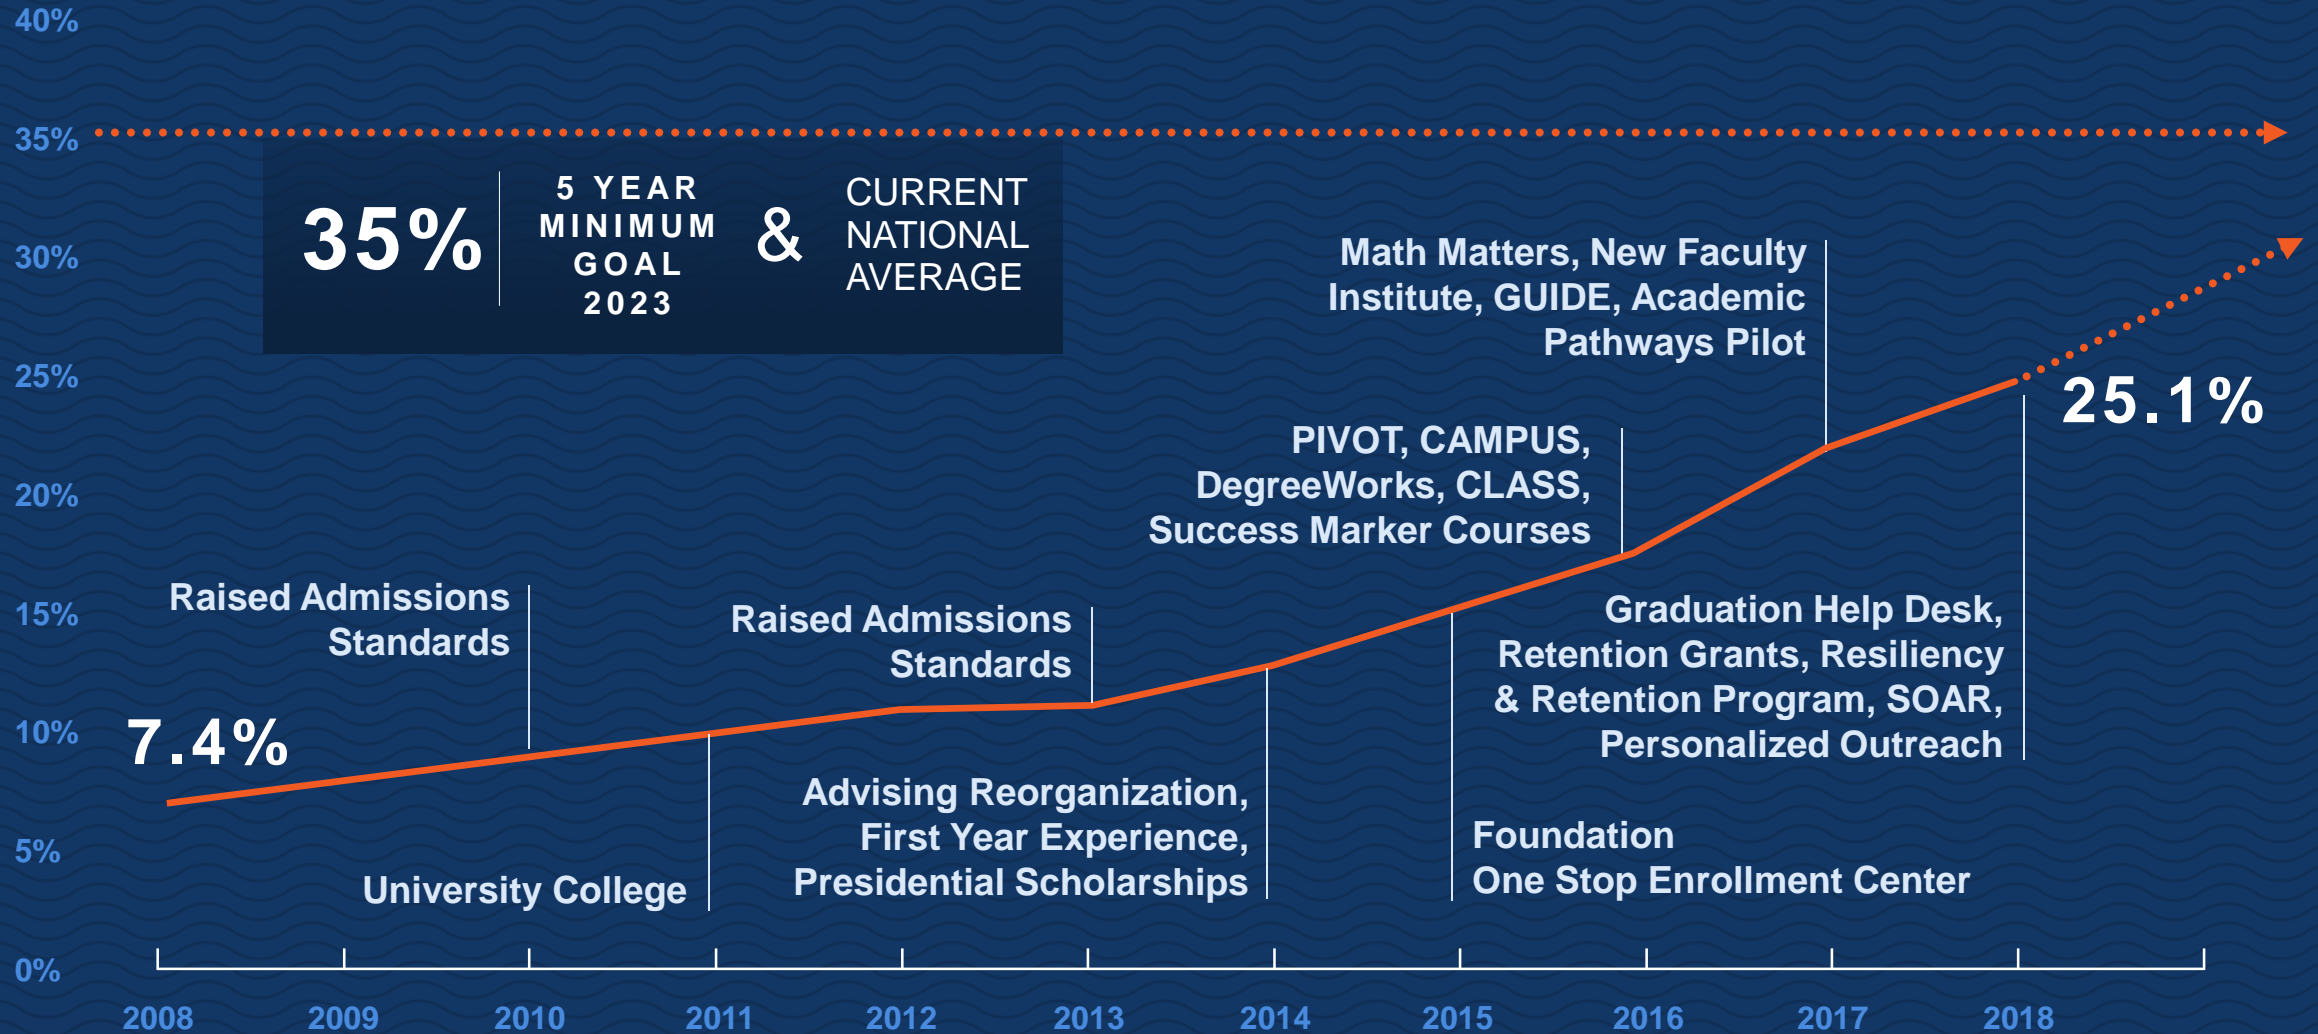 40%
35%
30%
25%
20%
15%
10%
5%
0%
35%
5 YEAR
MINIMUM
GOAL
2023
&
CURRENT
NATIONAL
AVERAGE
7.4%
Raised Admissions
Standards
University College
Raised Admissions
Standards
Advising Reorganization,
First Year Experience,
Presidential Scholarships
Foundation
One Stop Enrollment Center
PIVOT, CAMPUS,
DegreeWorks, CLASS,
Success Marker Courses
Math Matters, New Faculty
Institute, GUIDE, Academic
Pathways Pilot
Graduation Help Desk,
Retention Grants, Resiliency
& Retention Program, SOAR,
Personalized Outreach
25.1%
2008 2009 2010 2011 2012 2013 2014 2015 2016 2017 2018